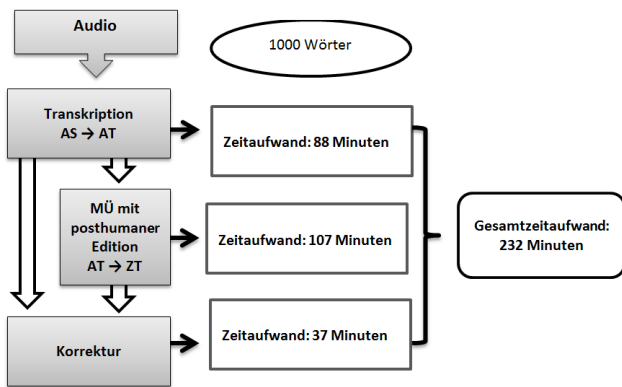 Audio
1000 Wörter
Transkription
AS → AT
Zeitaufwand: 88 Minuten
MÜ mit
posthumaner
Edition
AT → ZT
Zeitaufwand: 107 Minuten
Gesamtzeitaufwand:
232 Minuten
Korrektur
Zeitaufwand: 37 Minuten